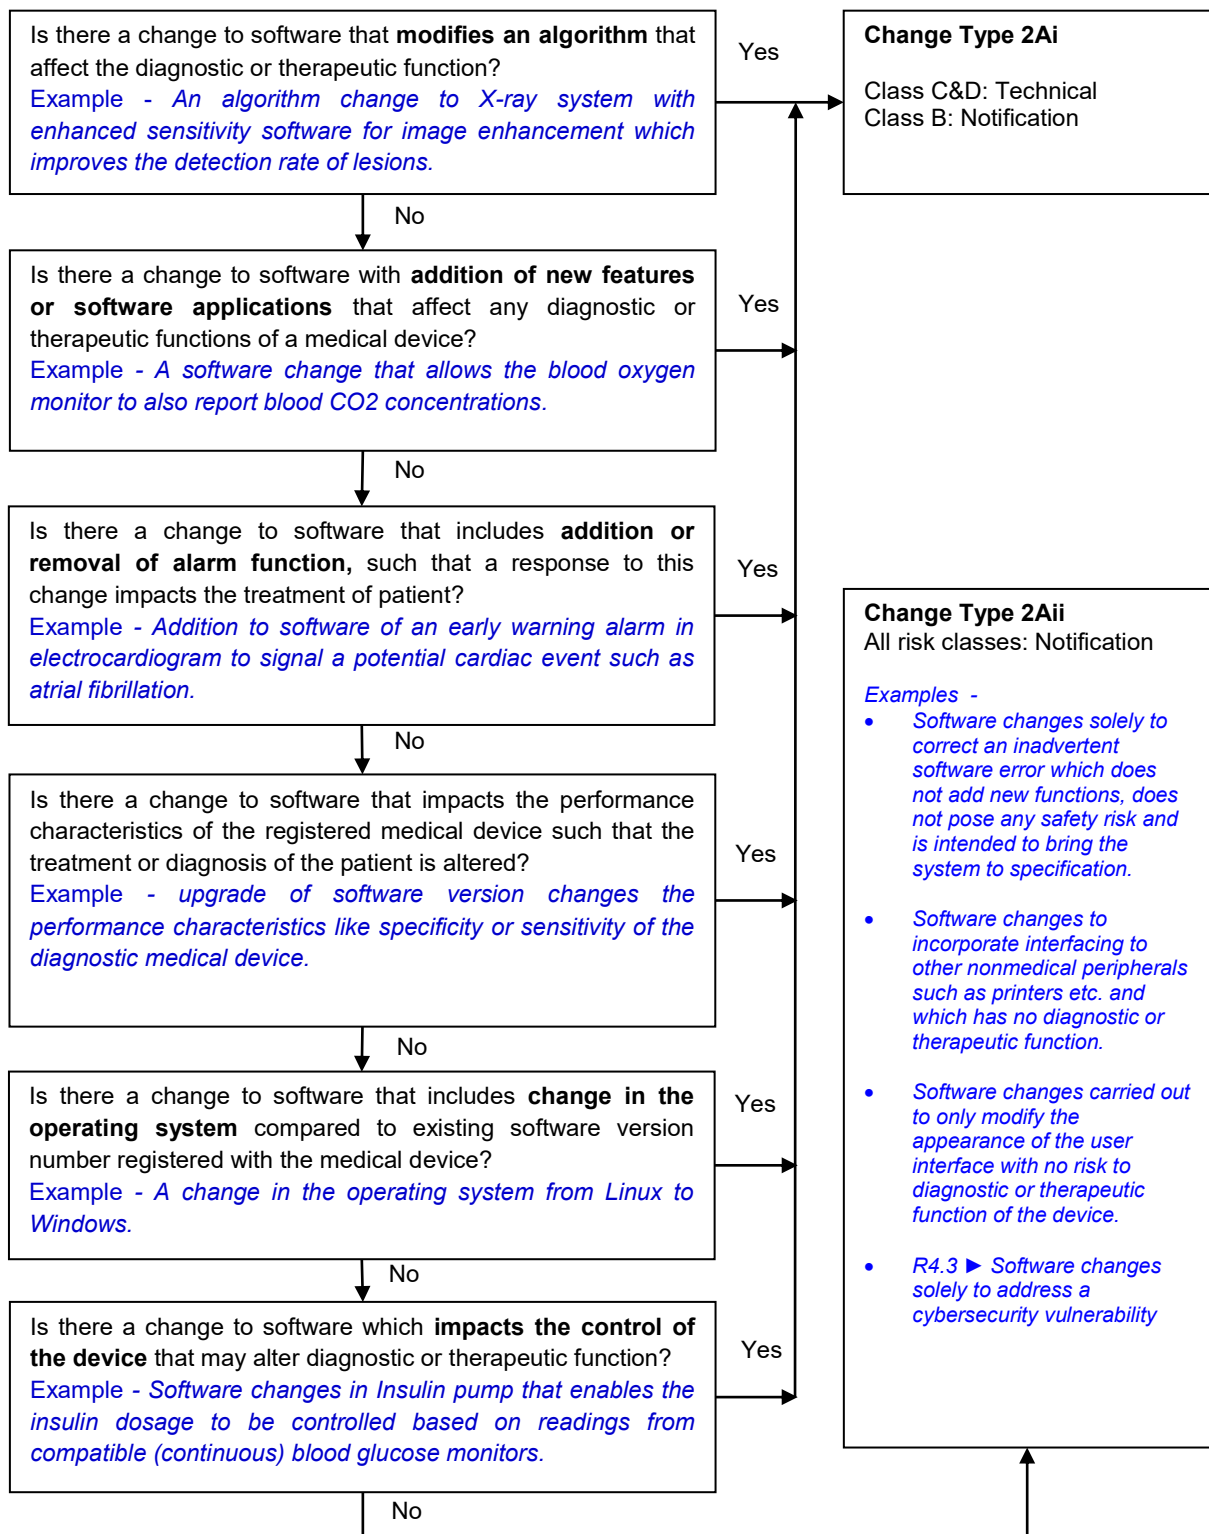 Is there a change to software that modifies an algorithm that
affect the diagnostic or therapeutic function?
Example - An algorithm change to X-ray system with
enhanced sensitivity software for image enhancement which
improves the detection rate of lesions.
Yes
Change Type 2Ai
Class C&D: Technical
Class B: Notification
No
Is there a change to software with addition of new features
or software applications that affect any diagnostic or
therapeutic functions of a medical device?
Example - A software change that allows the blood oxygen
monitor to also report blood CO2 concentrations.
Yes
No
Is there a change to software that includes addition or
removal of alarm function, such that a response to this
change impacts the treatment of patient?
Example - Addition to software of an early warning alarm in
electrocardiogram to signal a potential cardiac event such as
atrial fibrillation.
Yes
No
Is there a change to software that impacts the performance
characteristics of the registered medical device such that the
treatment or diagnosis of the patient is altered?
Example - upgrade of software version changes the
performance characteristics like specificity or sensitivity of the
diagnostic medical device.
Yes
No
Is there a change to software that includes change in the
operating system compared to existing software version
number registered with the medical device?
Example - A change in the operating system from Linux to
Windows.
Yes
No
Is there a change to software which impacts the control of
the device that may alter diagnostic or therapeutic function?
Example - Software changes in Insulin pump that enables the
insulin dosage to be controlled based on readings from
compatible (continuous) blood glucose monitors.
Yes
No
Change Type 2Aii
All risk classes: Notification
Examples -
• Software changes solely to
correct an inadvertent
software error which does
not add new functions, does
not pose any safety risk and
is intended to bring the
system to specification.
• Software changes to
incorporate interfacing to
other nonmedical peripherals
such as printers etc. and
which has no diagnostic or
therapeutic function.
• Software changes carried out
to only modify the
appearance of the user
interface with no risk to
diagnostic or therapeutic
function of the device.
• R4.3 ► Software changes
solely to address a
cybersecurity vulnerability